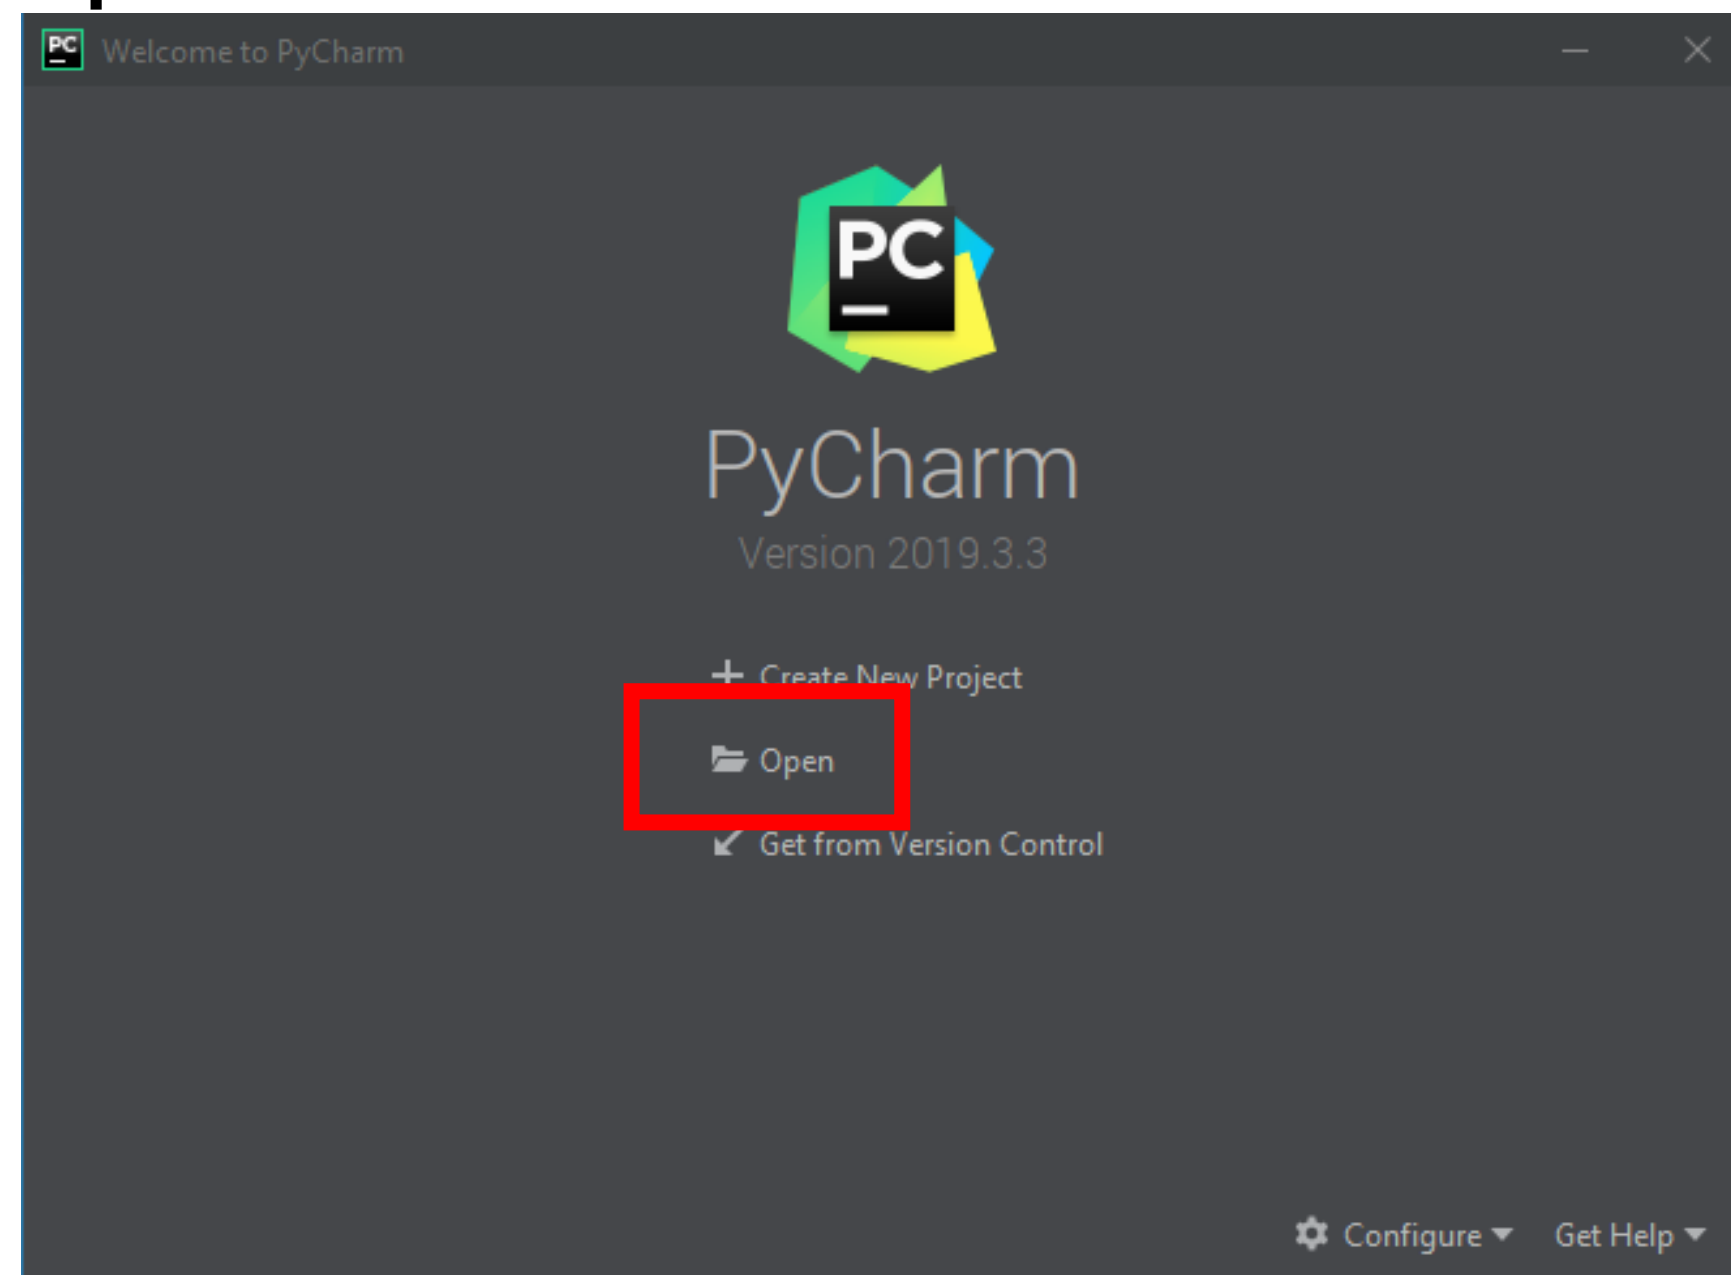 PC Welcome to PyCharm
PC
PyCharm
Version 2019.3.3
Create New Project
Open
Get from Version Control
Configure Get Help